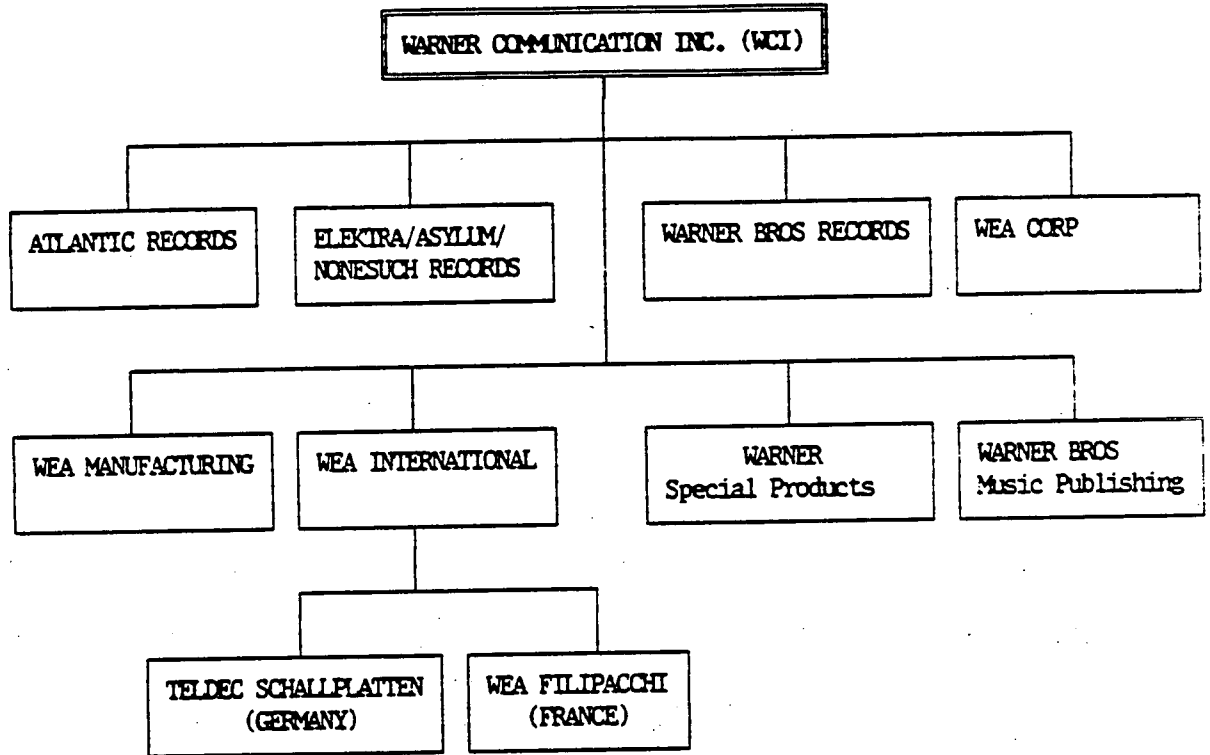 WARNER COMMUNICATION INC. (WCI)
ATLANTIC RECORDS
ELEKTRA/ASYLUM/
NONESUCH RECORDS
WARNER BROS RECORDS
WEA CORP
WEA MANUFACTURING
WEA INTERNATIONAL
WARNER
Special Products
WARNER BROS
Music Publishing
TELDEC SCHALLPLATTEN
(GERMANY)
WEA FILIPACCHI
(FRANCE)